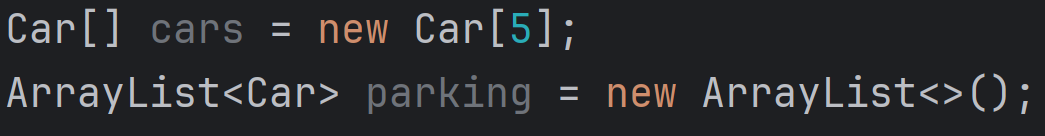 Car[] cars = new Car[5];
ArrayList<Car> parking = new ArrayList<>();